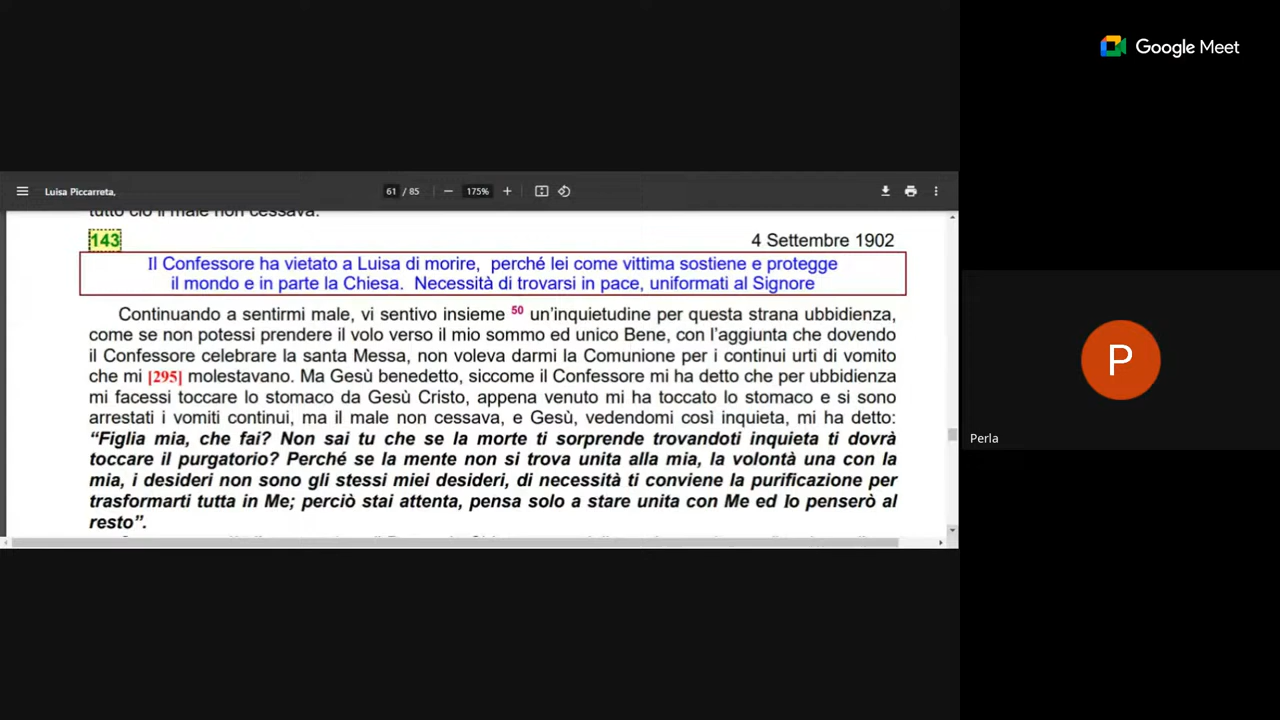 Google Meet
Luisa Piccarreta,
61 / 85
175%
tutto ciò il male non cessava.
143
4 Settembre 1902
Il Confessore ha vietato a Luisa di morire, perché lei come vittima sostiene e protegge
il mondo e in parte la Chiesa. Necessità di trovarsi in pace, uniformati al Signore
Continuando a sentirmi male, vi sentivo insieme 50 un'inquietudine per questa strana ubbidienza,
come se non potessi prendere il volo verso il mio sommo ed unico Bene, con l'aggiunta che dovendo
il Confessore celebrare la santa Messa, non voleva darmi la Comunione per i continui urti di vomito
che mi [295] molestavano. Ma Gesù benedetto, siccome il Confessore mi ha detto che per ubbidienza
mi facessi toccare lo stomaco da Gesù Cristo, appena venuto mi ha toccato lo stomaco e si sono
arrestati i vomiti continui, ma il male non cessava, e Gesù, vedendomi così inquieta, mi ha detto:
“Figlia mia, che fai? Non sai tu che se la morte ti sorprende trovandoti inquieta ti dovrà
toccare il purgatorio? Perché se la mente non si trova unita alla mia, la volontà una con la
mia, i desideri non sono gli stessi miei desideri, di necessità ti conviene la purificazione per
trasformarti tutta in Me; perciò stai attenta, pensa solo a stare unita con Me ed Io penserò al
resto”.
P
Perla